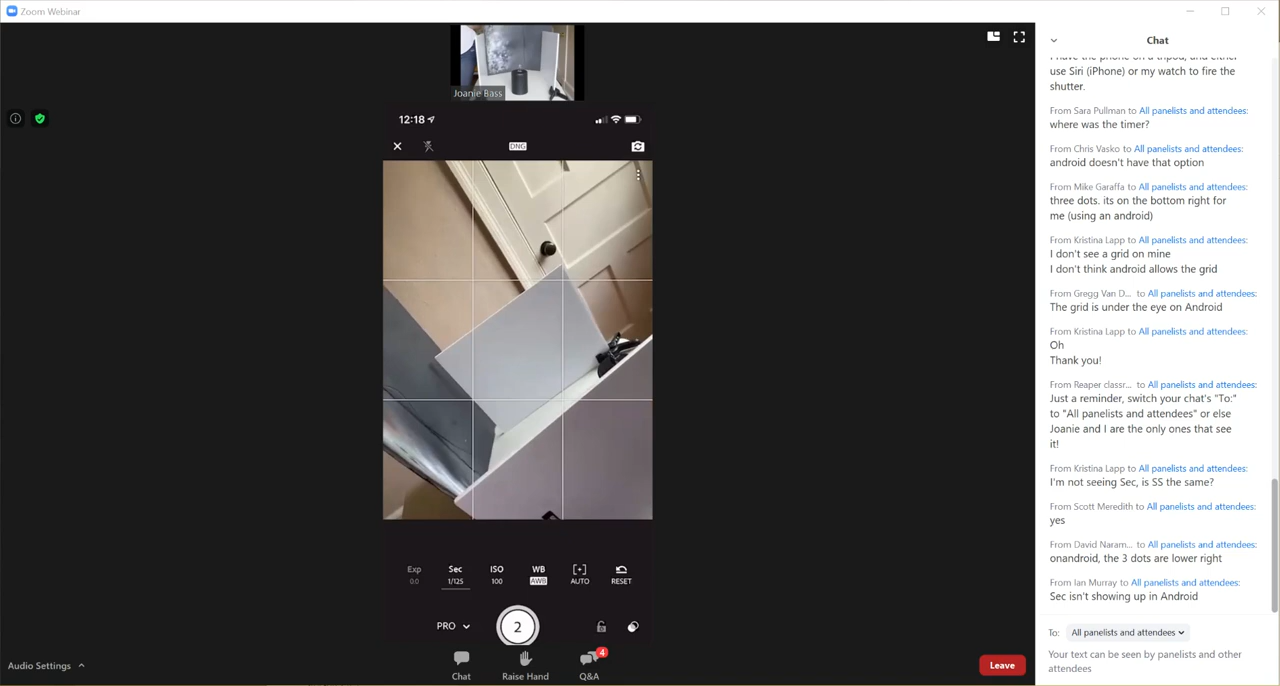 Zoom Webinar
Joanie Bass
12:18
DNG
Exp
0.0
Sec
1/125
ISO
100
WB
AWB
AUTO
RESET
PRO
2
Audio Settings
Chat
Raise Hand
4
Q&A
Leave
Chat
I have the phone on a tripod, and either
use Siri (iPhone) or my watch to fire the
shutter.
From Sara Pullman to All panelists and attendees:
where was the timer?
From Chris Vasko to All panelists and attendees:
android doesn't have that option
From Mike Garaffa to All panelists and attendees:
three dots. its on the bottom right for
me (using an android)
From Kristina Lapp to All panelists and attendees:
I don't see a grid on mine
I don't think android allows the grid
From Gregg Van D... to All panelists and attendees:
The grid is under the eye on Android
From Kristina Lapp to All panelists and attendees:
Oh
Thank you!
From Reaper classr... to All panelists and attendees:
Just a reminder, switch your chat's "To:"
to "All panelists and attendees" or else
Joanie and I are the only ones that see
it!
From Kristina Lapp to All panelists and attendees:
I'm not seeing Sec, is SS the same?
From Scott Meredith to All panelists and attendees:
yes
From David Naram... to All panelists and attendees:
onandroid, the 3 dots are lower right
From Ian Murray to All panelists and attendees:
Sec isn't showing up in Android
To: All panelists and attendees
Your text can be seen by panelists and other
attendees